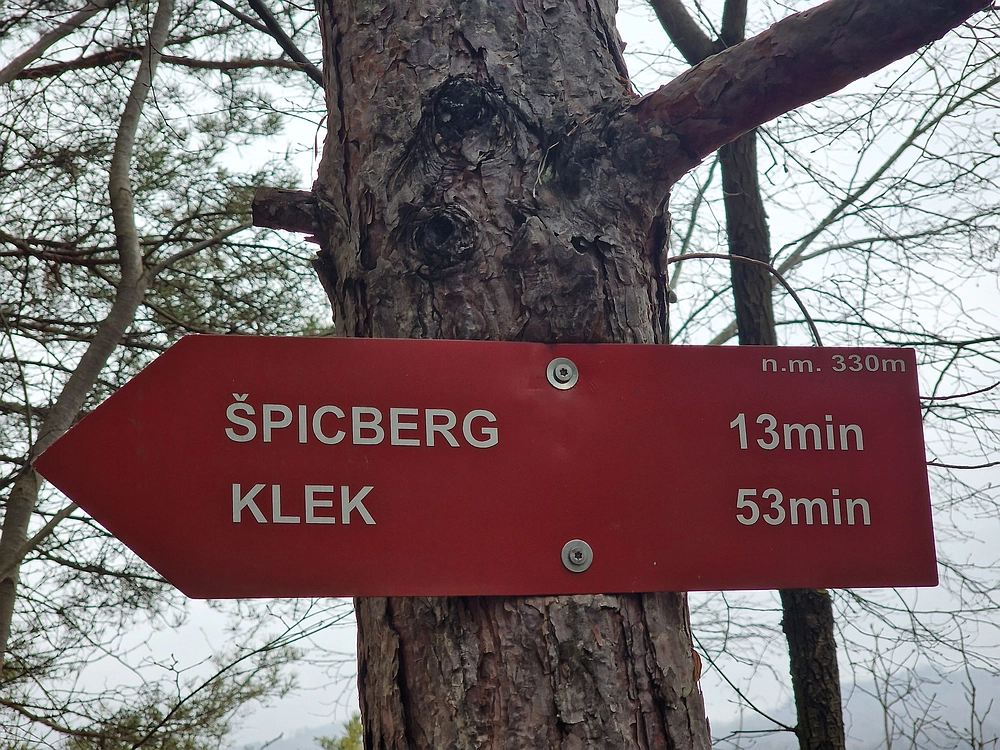 n.m. 330m
ŠPICBERG 13min
KLEK 53min